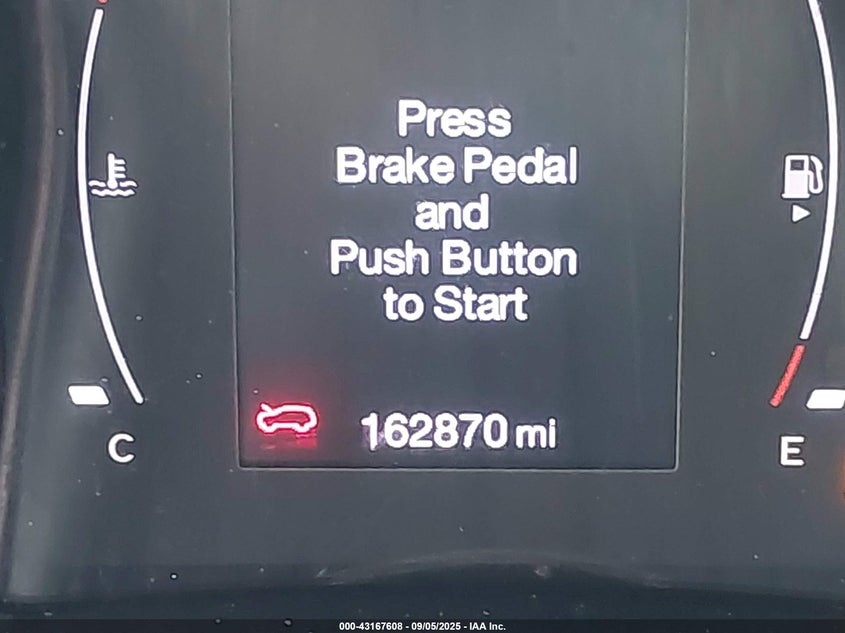 Press
Brake Pedal
and
Push Button
to Start
162870 mi
C
E
000-43167608 - 09/05/2025 - IAA Inc.